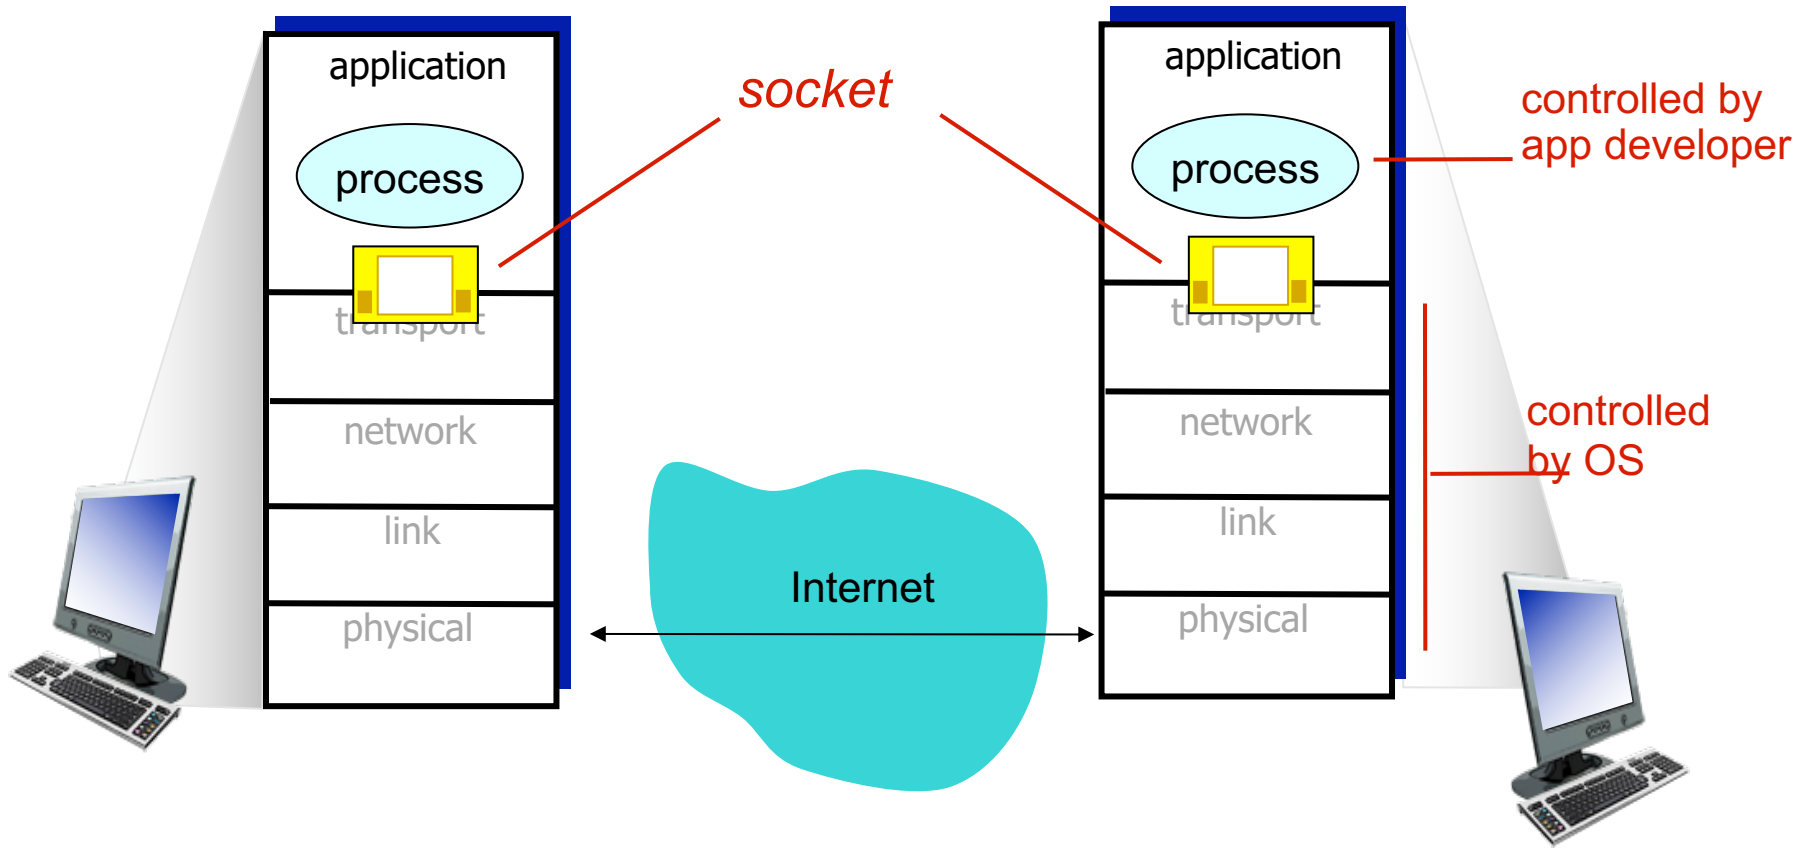 application
process
transport
network
link
physical
socket
Internet
application
process
transport
network
link
physical
controlled by
app developer
controlled
by OS